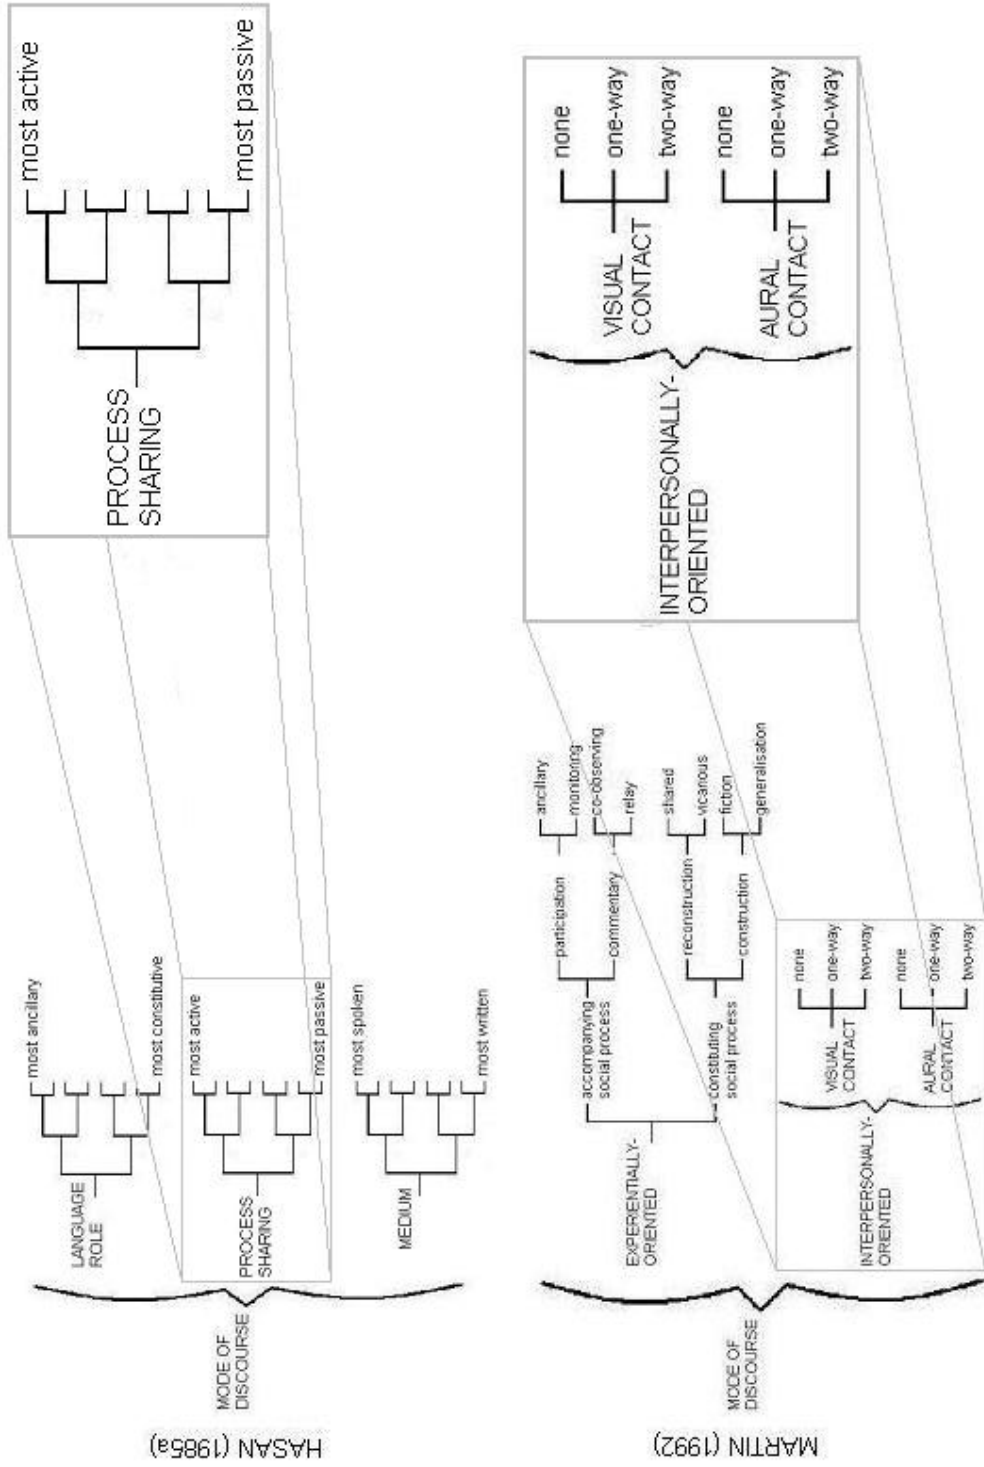 HASAN (1985a)
MODE OF
DISCOURSE
LANGUAGE
ROLE
most ancillary
most constitutive
PROCESS
SHARING
most active
most passive
MEDIUM
most spoken
most written
PROCESS
SHARING
most active
most passive
MARTIN (1992)
MODE OF
DISCOURSE
EXPERIENTIALLY-
ORIENTED
accompanying
social process
participation
ancillary
monitoring
commentary
co-observing
relay
constituting
social process
reconstruction
shared
vicarious
construction
fiction
generalisation
INTERPERSONALLY-
ORIENTED
VISUAL
CONTACT
none
one-way
two-way
AURAL
CONTACT
none
one-way
two-way
INTERPERSONALLY-
ORIENTED
VISUAL
CONTACT
none
one-way
two-way
AURAL
CONTACT
none
one-way
two-way